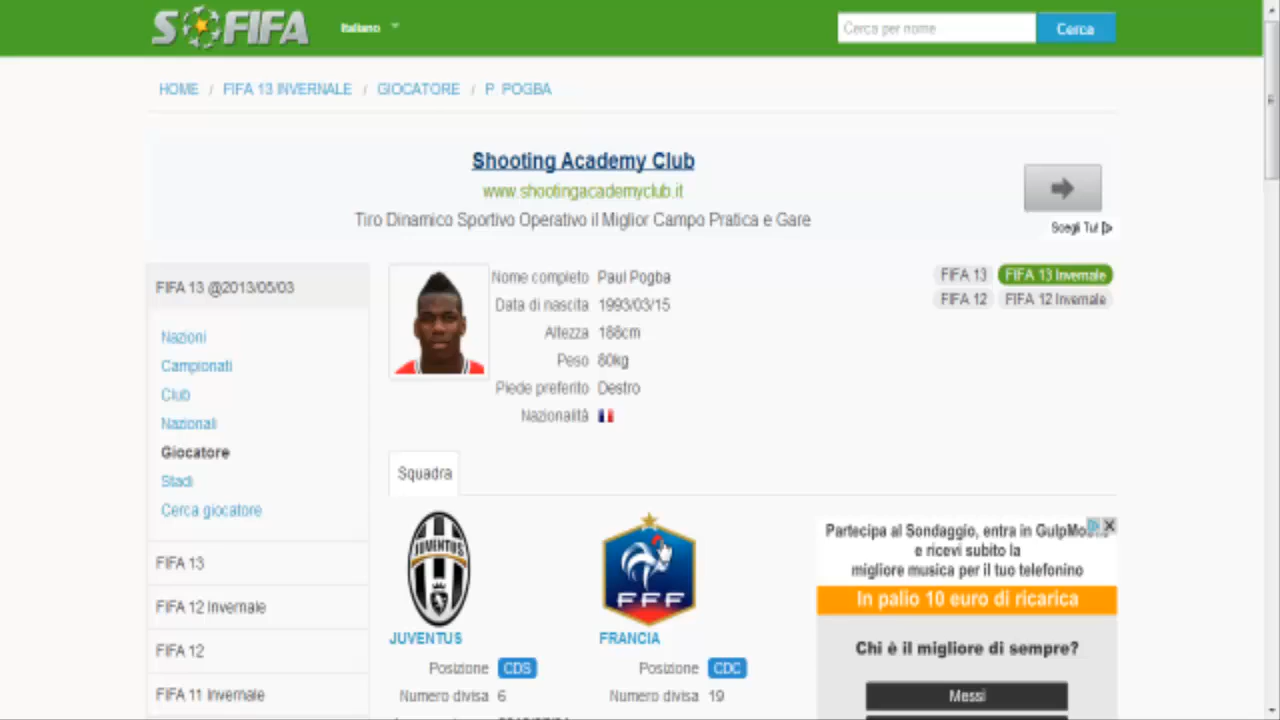 SOFIFA
Italiano
Cerca per nome
Cerca
HOME / FIFA 13 INVERNALE / GIOCATORE / P. POGBA
Shooting Academy Club
www.shootingacademyclub.it
Tiro Dinamico Sportivo Operativo il Miglior Campo Pratica e Gare
Scegli Tu!
FIFA 13 @2013/05/03
Nazioni
Campionati
Club
Nazionali
Giocatore
Stadi
Cerca giocatore
FIFA 13
FIFA 12 Invernale
FIFA 12
FIFA 11 Invernale
Nome completo Paul Pogba
Data di nascita 1993/03/15
Altezza 188cm
Peso 80kg
Piede preferito Destro
Nazionalità
FIFA 13 FIFA 13 Invernale
FIFA 12 FIFA 12 Invernale
Squadra
JUVENTUS
FFF
JUVENTUS
Posizione CDS
Numero divisa 6
FRANCIA
Posizione CDC
Numero divisa 19
Partecipa al Sondaggio, entra in
e ricevi subito la
migliore musica per il tuo telefonino
In palio 10 euro di ricarica
Chi è il migliore di sempre?
Messi